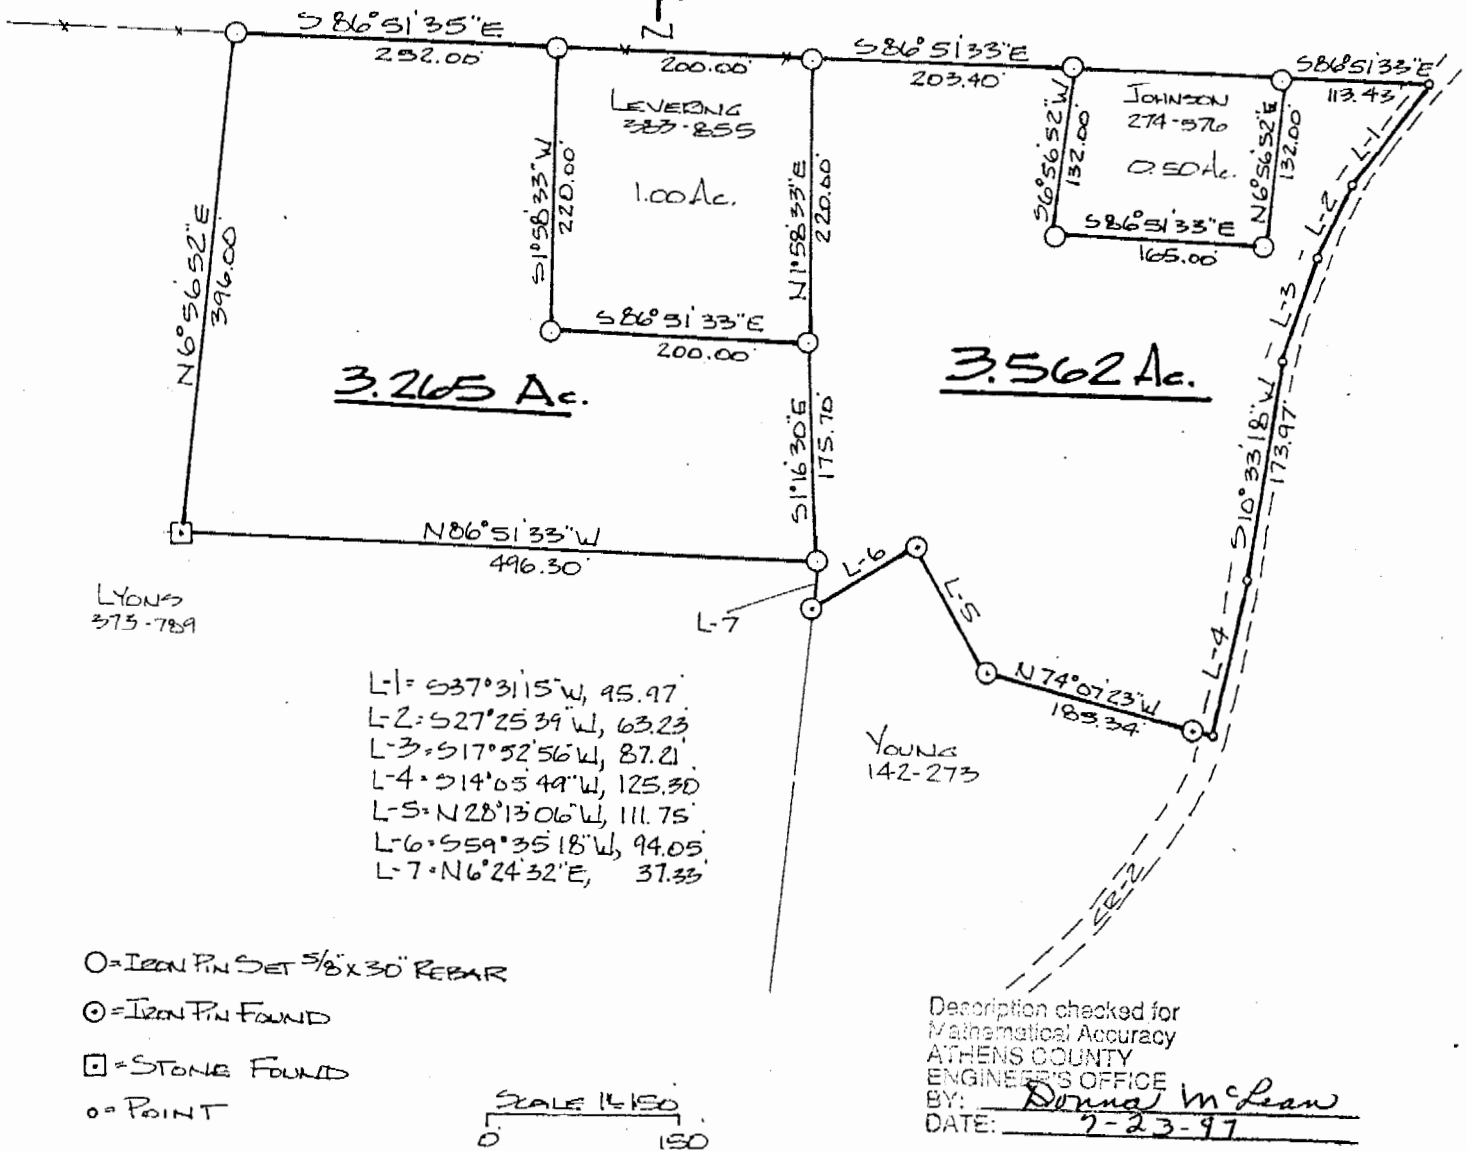 S86°51'35"E
252.00'
N
200.00'
S86°51'33"E
203.40'
S86°51'33"E
113.43'
LEVERING
383-855
1.00 Ac.
JOHNSON
274-576
0.50 Ac.
S1°58'33"W
220.00'
N1°58'33"E
220.00'
S6°56'52"W
132.00'
N6°56'52"E
132.00'
L-1
L-2
L-3
S86°51'33"E
165.00'
N6°56'52"E
396.00'
S86°51'33"E
200.00'
3.265 Ac.
3.562 Ac.
S1°16'30"E
175.70'
S10°33'18"W
173.97'
N86°51'33"W
496.30'
L-6
L-5
L-7
L-4
N74°07'23"W
185.34'
LYONS
373-789
YOUNG
142-273
CR-2
L-1= S37°31'15"W, 95.97'
L-2= S27°25'39"W, 63.23'
L-3= S17°52'56"W, 87.21'
L-4= S14°05'49"W, 125.30'
L-5= N28°13'06"W, 111.75'
L-6= S59°35'18"W, 94.05'
L-7= N6°24'32"E, 37.33'
O=IRON PIN SET 5/8"x30" REBAR
⊙=IRON PIN FOUND
⊡=STONE FOUND
o=POINT
SCALE 1"=150'
0' 150'
Description checked for
Mathematical Accuracy
ATHENS COUNTY
ENGINEER'S OFFICE
BY: Donna McLean
DATE: 7-23-97